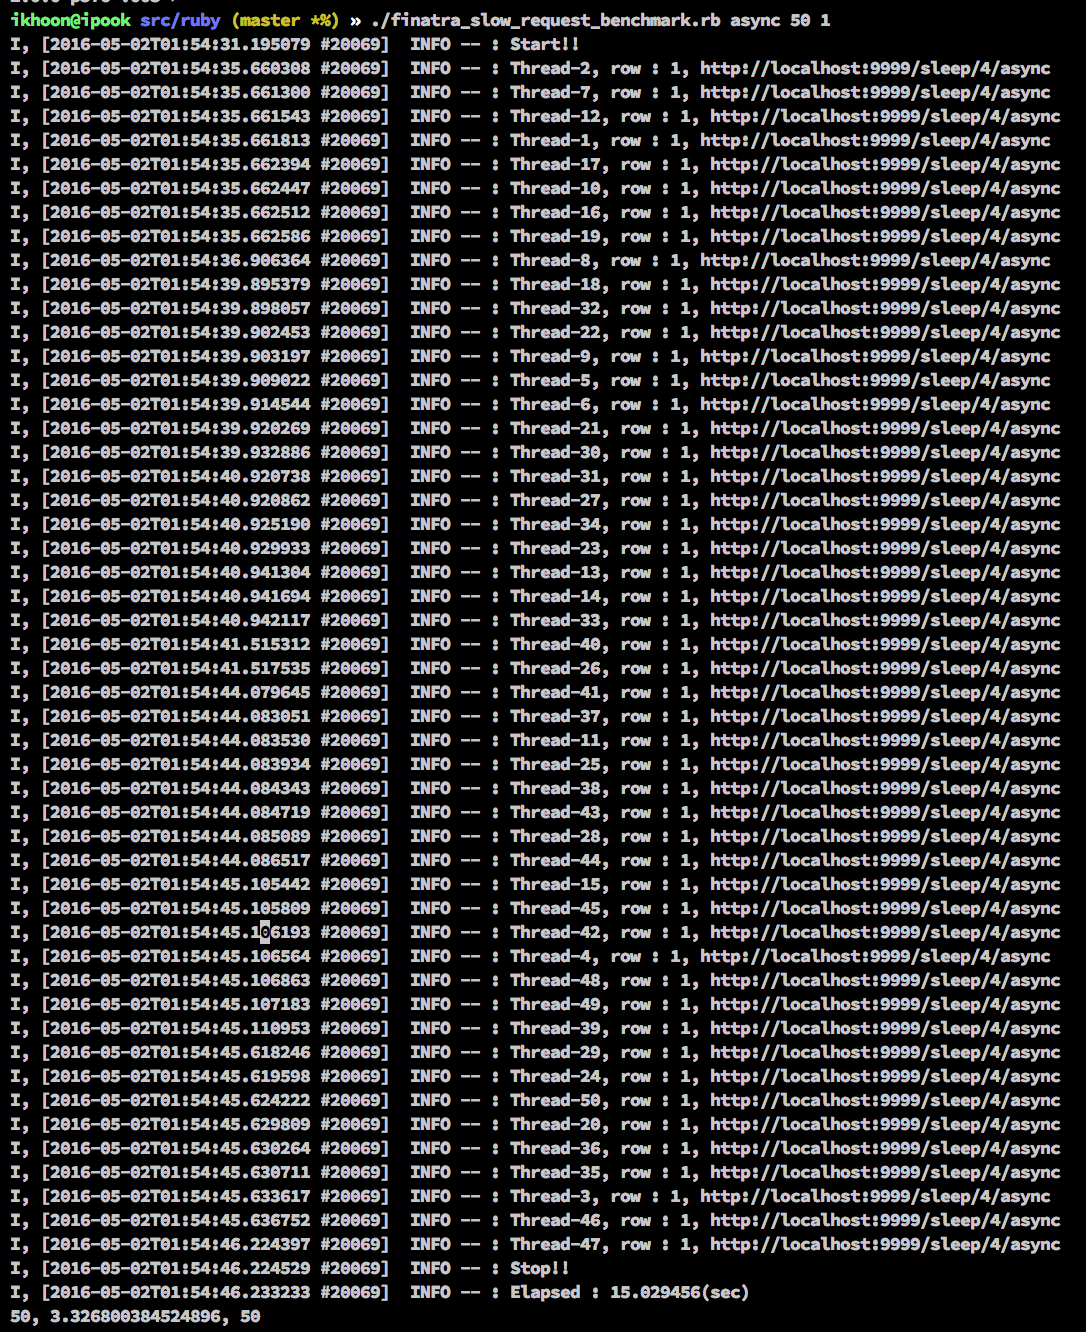 ikhoon@ipook src/ruby (master *%) » ./finatra_slow_request_benchmark.rb async 50 1
I, [2016-05-02T01:54:31.195079 #20069]  INFO -- : Start!!
I, [2016-05-02T01:54:35.660308 #20069]  INFO -- : Thread-2, row : 1, http://localhost:9999/sleep/4/async
I, [2016-05-02T01:54:35.661300 #20069]  INFO -- : Thread-7, row : 1, http://localhost:9999/sleep/4/async
I, [2016-05-02T01:54:35.661543 #20069]  INFO -- : Thread-12, row : 1, http://localhost:9999/sleep/4/async
I, [2016-05-02T01:54:35.661813 #20069]  INFO -- : Thread-1, row : 1, http://localhost:9999/sleep/4/async
I, [2016-05-02T01:54:35.662394 #20069]  INFO -- : Thread-17, row : 1, http://localhost:9999/sleep/4/async
I, [2016-05-02T01:54:35.662447 #20069]  INFO -- : Thread-10, row : 1, http://localhost:9999/sleep/4/async
I, [2016-05-02T01:54:35.662512 #20069]  INFO -- : Thread-16, row : 1, http://localhost:9999/sleep/4/async
I, [2016-05-02T01:54:35.662586 #20069]  INFO -- : Thread-19, row : 1, http://localhost:9999/sleep/4/async
I, [2016-05-02T01:54:36.906364 #20069]  INFO -- : Thread-8, row : 1, http://localhost:9999/sleep/4/async
I, [2016-05-02T01:54:39.895379 #20069]  INFO -- : Thread-18, row : 1, http://localhost:9999/sleep/4/async
I, [2016-05-02T01:54:39.898057 #20069]  INFO -- : Thread-32, row : 1, http://localhost:9999/sleep/4/async
I, [2016-05-02T01:54:39.902453 #20069]  INFO -- : Thread-22, row : 1, http://localhost:9999/sleep/4/async
I, [2016-05-02T01:54:39.903197 #20069]  INFO -- : Thread-9, row : 1, http://localhost:9999/sleep/4/async
I, [2016-05-02T01:54:39.909022 #20069]  INFO -- : Thread-5, row : 1, http://localhost:9999/sleep/4/async
I, [2016-05-02T01:54:39.914544 #20069]  INFO -- : Thread-6, row : 1, http://localhost:9999/sleep/4/async
I, [2016-05-02T01:54:39.920269 #20069]  INFO -- : Thread-21, row : 1, http://localhost:9999/sleep/4/async
I, [2016-05-02T01:54:39.932886 #20069]  INFO -- : Thread-30, row : 1, http://localhost:9999/sleep/4/async
I, [2016-05-02T01:54:40.920738 #20069]  INFO -- : Thread-31, row : 1, http://localhost:9999/sleep/4/async
I, [2016-05-02T01:54:40.920862 #20069]  INFO -- : Thread-27, row : 1, http://localhost:9999/sleep/4/async
I, [2016-05-02T01:54:40.925190 #20069]  INFO -- : Thread-34, row : 1, http://localhost:9999/sleep/4/async
I, [2016-05-02T01:54:40.929933 #20069]  INFO -- : Thread-23, row : 1, http://localhost:9999/sleep/4/async
I, [2016-05-02T01:54:40.941304 #20069]  INFO -- : Thread-13, row : 1, http://localhost:9999/sleep/4/async
I, [2016-05-02T01:54:40.941694 #20069]  INFO -- : Thread-14, row : 1, http://localhost:9999/sleep/4/async
I, [2016-05-02T01:54:40.942117 #20069]  INFO -- : Thread-33, row : 1, http://localhost:9999/sleep/4/async
I, [2016-05-02T01:54:41.515312 #20069]  INFO -- : Thread-40, row : 1, http://localhost:9999/sleep/4/async
I, [2016-05-02T01:54:41.517535 #20069]  INFO -- : Thread-26, row : 1, http://localhost:9999/sleep/4/async
I, [2016-05-02T01:54:44.079645 #20069]  INFO -- : Thread-41, row : 1, http://localhost:9999/sleep/4/async
I, [2016-05-02T01:54:44.083051 #20069]  INFO -- : Thread-37, row : 1, http://localhost:9999/sleep/4/async
I, [2016-05-02T01:54:44.083530 #20069]  INFO -- : Thread-11, row : 1, http://localhost:9999/sleep/4/async
I, [2016-05-02T01:54:44.083934 #20069]  INFO -- : Thread-25, row : 1, http://localhost:9999/sleep/4/async
I, [2016-05-02T01:54:44.084343 #20069]  INFO -- : Thread-38, row : 1, http://localhost:9999/sleep/4/async
I, [2016-05-02T01:54:44.084719 #20069]  INFO -- : Thread-43, row : 1, http://localhost:9999/sleep/4/async
I, [2016-05-02T01:54:44.085089 #20069]  INFO -- : Thread-28, row : 1, http://localhost:9999/sleep/4/async
I, [2016-05-02T01:54:44.086517 #20069]  INFO -- : Thread-44, row : 1, http://localhost:9999/sleep/4/async
I, [2016-05-02T01:54:45.105442 #20069]  INFO -- : Thread-15, row : 1, http://localhost:9999/sleep/4/async
I, [2016-05-02T01:54:45.105809 #20069]  INFO -- : Thread-45, row : 1, http://localhost:9999/sleep/4/async
I, [2016-05-02T01:54:45.106193 #20069]  INFO -- : Thread-42, row : 1, http://localhost:9999/sleep/4/async
I, [2016-05-02T01:54:45.106564 #20069]  INFO -- : Thread-4, row : 1, http://localhost:9999/sleep/4/async
I, [2016-05-02T01:54:45.106863 #20069]  INFO -- : Thread-48, row : 1, http://localhost:9999/sleep/4/async
I, [2016-05-02T01:54:45.107183 #20069]  INFO -- : Thread-49, row : 1, http://localhost:9999/sleep/4/async
I, [2016-05-02T01:54:45.110953 #20069]  INFO -- : Thread-39, row : 1, http://localhost:9999/sleep/4/async
I, [2016-05-02T01:54:45.618246 #20069]  INFO -- : Thread-29, row : 1, http://localhost:9999/sleep/4/async
I, [2016-05-02T01:54:45.619598 #20069]  INFO -- : Thread-24, row : 1, http://localhost:9999/sleep/4/async
I, [2016-05-02T01:54:45.624222 #20069]  INFO -- : Thread-50, row : 1, http://localhost:9999/sleep/4/async
I, [2016-05-02T01:54:45.629809 #20069]  INFO -- : Thread-20, row : 1, http://localhost:9999/sleep/4/async
I, [2016-05-02T01:54:45.630264 #20069]  INFO -- : Thread-36, row : 1, http://localhost:9999/sleep/4/async
I, [2016-05-02T01:54:45.630711 #20069]  INFO -- : Thread-35, row : 1, http://localhost:9999/sleep/4/async
I, [2016-05-02T01:54:45.633617 #20069]  INFO -- : Thread-3, row : 1, http://localhost:9999/sleep/4/async
I, [2016-05-02T01:54:45.636752 #20069]  INFO -- : Thread-46, row : 1, http://localhost:9999/sleep/4/async
I, [2016-05-02T01:54:46.224397 #20069]  INFO -- : Thread-47, row : 1, http://localhost:9999/sleep/4/async
I, [2016-05-02T01:54:46.224529 #20069]  INFO -- : Stop!!
I, [2016-05-02T01:54:46.233233 #20069]  INFO -- : Elapsed : 15.029456(sec)
50, 3.326800384524896, 50